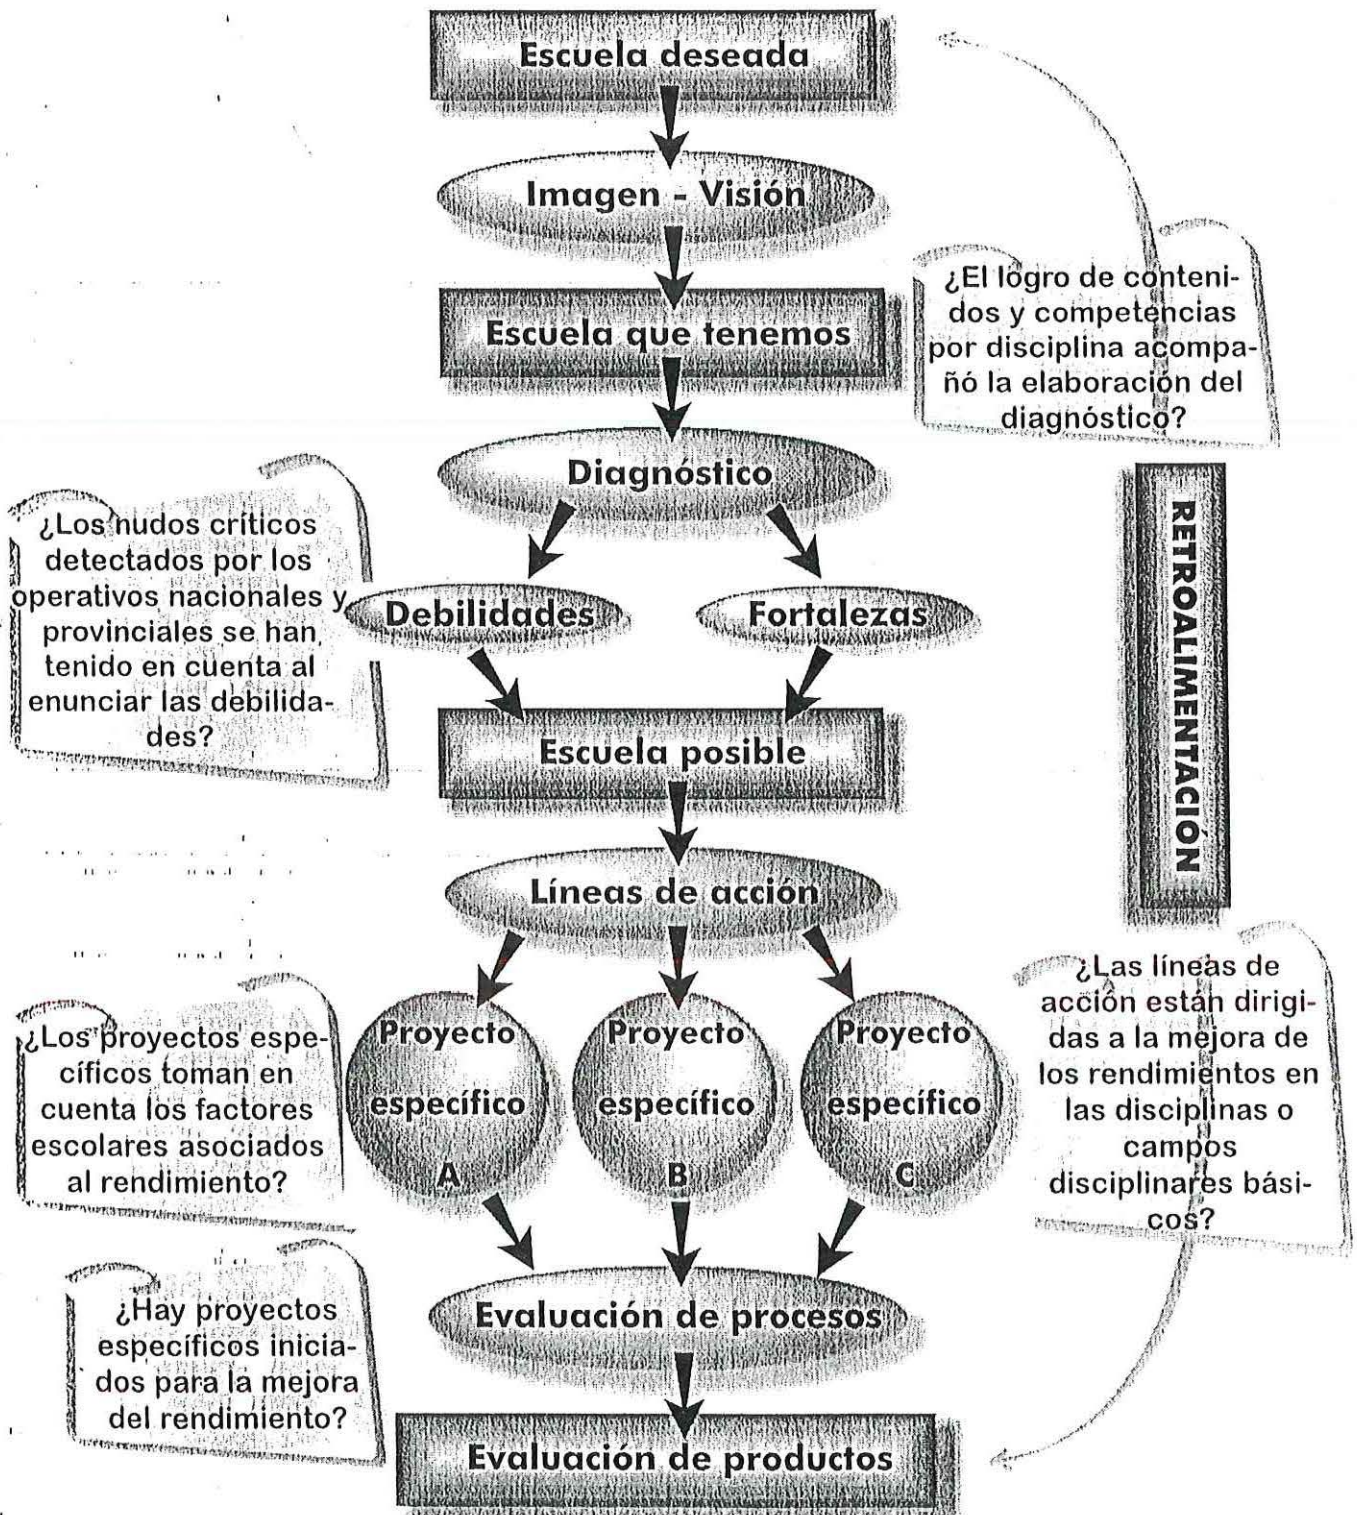 Escuela deseada
Imagen - Visión
Escuela que tenemos
¿El logro de conteni-
dos y competencias
por disciplina acompa-
ñó la elaboración del
diagnóstico?
Diagnóstico
¿Los nudos críticos
detectados por los
operativos nacionales y
provinciales se han
tenido en cuenta al
enunciar las debilida-
des?
Debilidades
Fortalezas
RETROALIMENTACIÓN
Escuela posible
Líneas de acción
¿Los proyectos espe-
cíficos toman en
cuenta los factores
escolares asociados
al rendimiento?
Proyecto
específico
A
Proyecto
específico
B
Proyecto
específico
C
¿Las líneas de
acción están dirigi-
das a la mejora de
los rendimientos en
las disciplinas o
campos
disciplinares bási-
cos?
¿Hay proyectos
específicos inicia-
dos para la mejora
del rendimiento?
Evaluación de procesos
Evaluación de productos